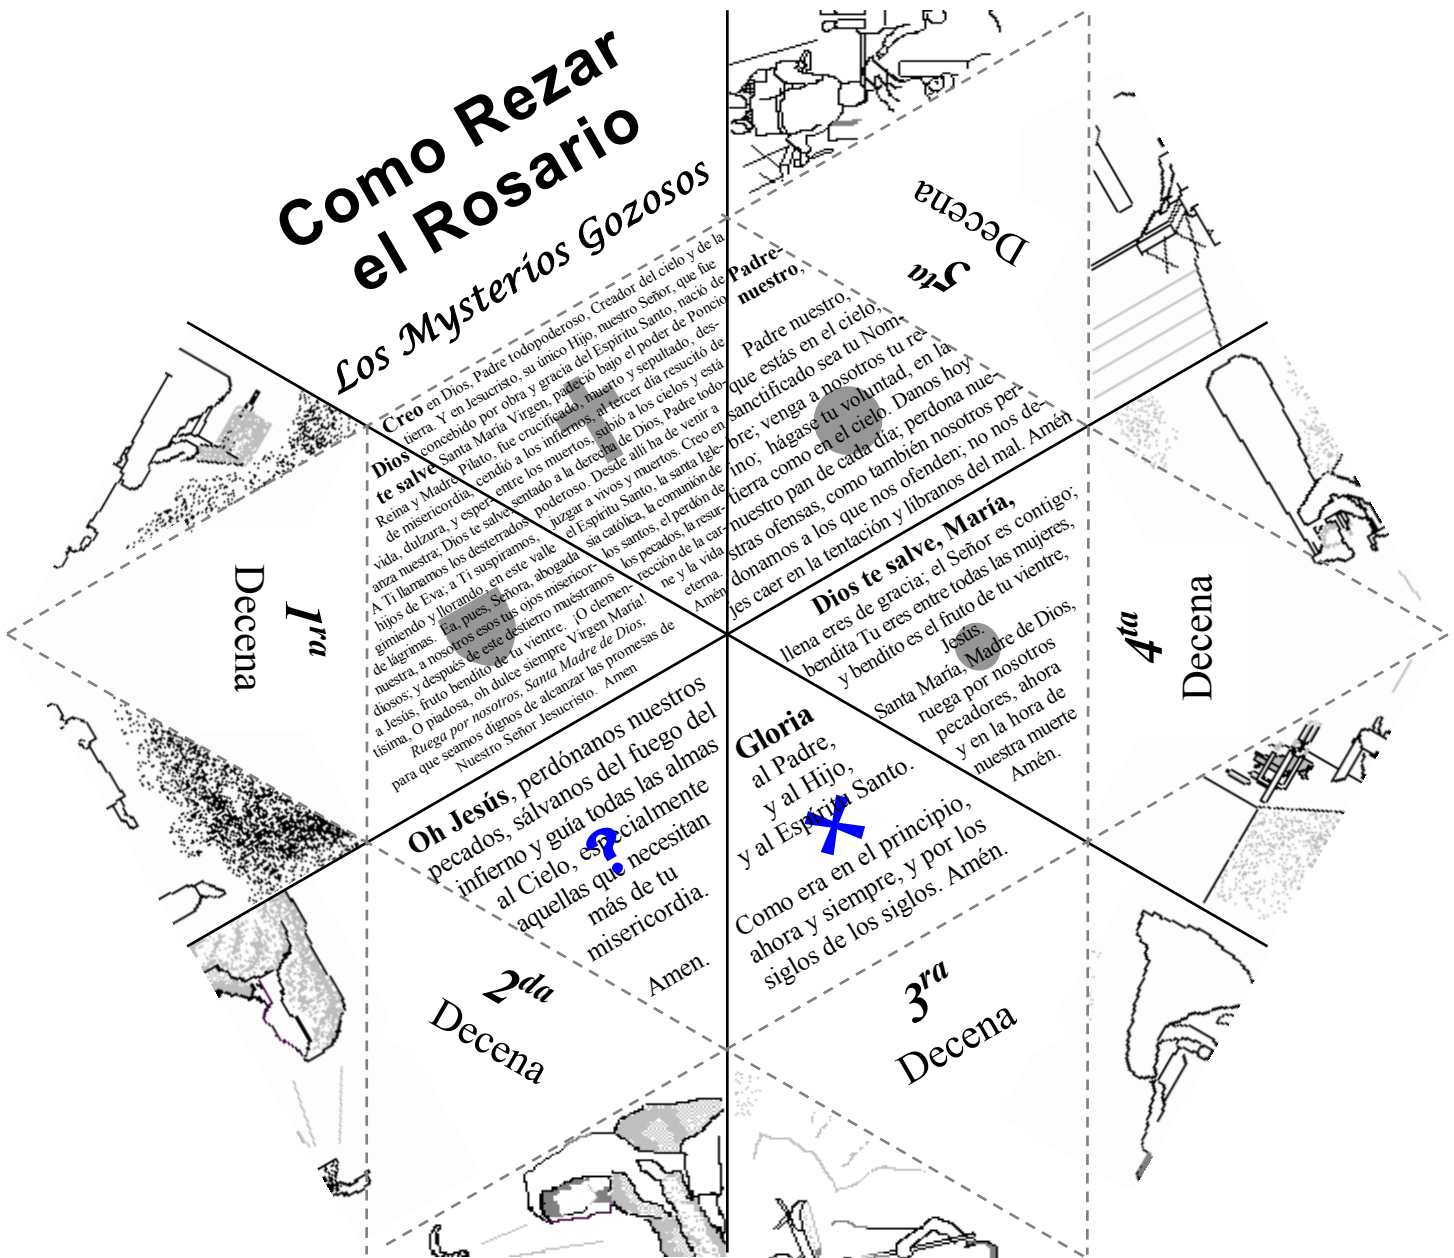 Como Rezar
el Rosario
Los Mysteríos Gozosos
Creo en Dios, Padre todopoderoso, Creador del cielo y de la
tierra. Y en Jesucristo, su único Hijo, nuestro Señor, que fue
concebido por obra y gracia del Espíritu Santo, nació de
Santa María Virgen, padeció bajo el poder de Poncio
Pilato, fue crucificado, muerto y sepultado, des-
cendió a los infiernos, al tercer día resucitó de
entre los muertos, subió a los cielos y está
sentado a la derecha de Dios, Padre todo-
poderoso. Desde allí ha de venir a
juzgar a vivos y muertos. Creo en
el Espíritu Santo, la santa Igle-
sia católica, la comunión de
los santos, el perdón de
los pecados, la resur-
rección de la car-
ne y la vida
eterna.
Amén
Dios
te salve
Reina y Madre
de misericordia,
vida, dulzura, y esper-
anza nuestra; Dios te salve.
A Ti llamamos los desterrados
hijos de Eva; a Ti suspiramos,
gimiendo y llorando, en este valle
de lágrimas. Ea, pues, Señora, abogada
nuestra, a nosotros esos tus ojos misericor-
diosos; y después de este destierro muéstranos
a Jesús, fruto bendito de tu vientre. ¡O clemen-
tísima, O piadosa, oh dulce siempre Virgen María!
Ruega por nosotros, Santa Madre de Dios,
para que seamos dignos de alcanzar las promesas de
Nuestro Señor Jesucristo. Amen
Padre-
nuestro,
Padre nuestro,
que estás en el cielo,
sanctificado sea tu Nom-
bre; venga a nosotros tu re-
ino; hágase tu voluntad, en la
tierra como en el cielo. Danos hoy
nuestro pan de cada día; perdona nue-
stras ofensas, como también nosotros per-
donamos a los que nos ofenden; no nos de-
jes caer en la tentación y líbranos del mal. Amén
Dios te salve, María,
llena eres de gracia; el Señor es contigo;
bendita Tu eres entre todas las mujeres,
y bendito es el fruto de tu vientre,
Jesús.
Santa María, Madre de Dios,
ruega por nosotros
pecadores, ahora
y en la hora de
nuestra muerte
Amén.
Gloria
al Padre,
y al Hijo,
y al Espíritu Santo.
Como era en el principio,
ahora y siempre, y por los
siglos de los siglos. Amén.
Oh Jesús, perdónanos nuestros
pecados, sálvanos del fuego del
infierno y guía todas las almas
al Cielo, especialmente
aquellas que necesitan
más de tu
misericordia.
Amen.
?
1ra
Decena
2da
Decena
3ra
Decena
4ta
Decena
5ta
Decena